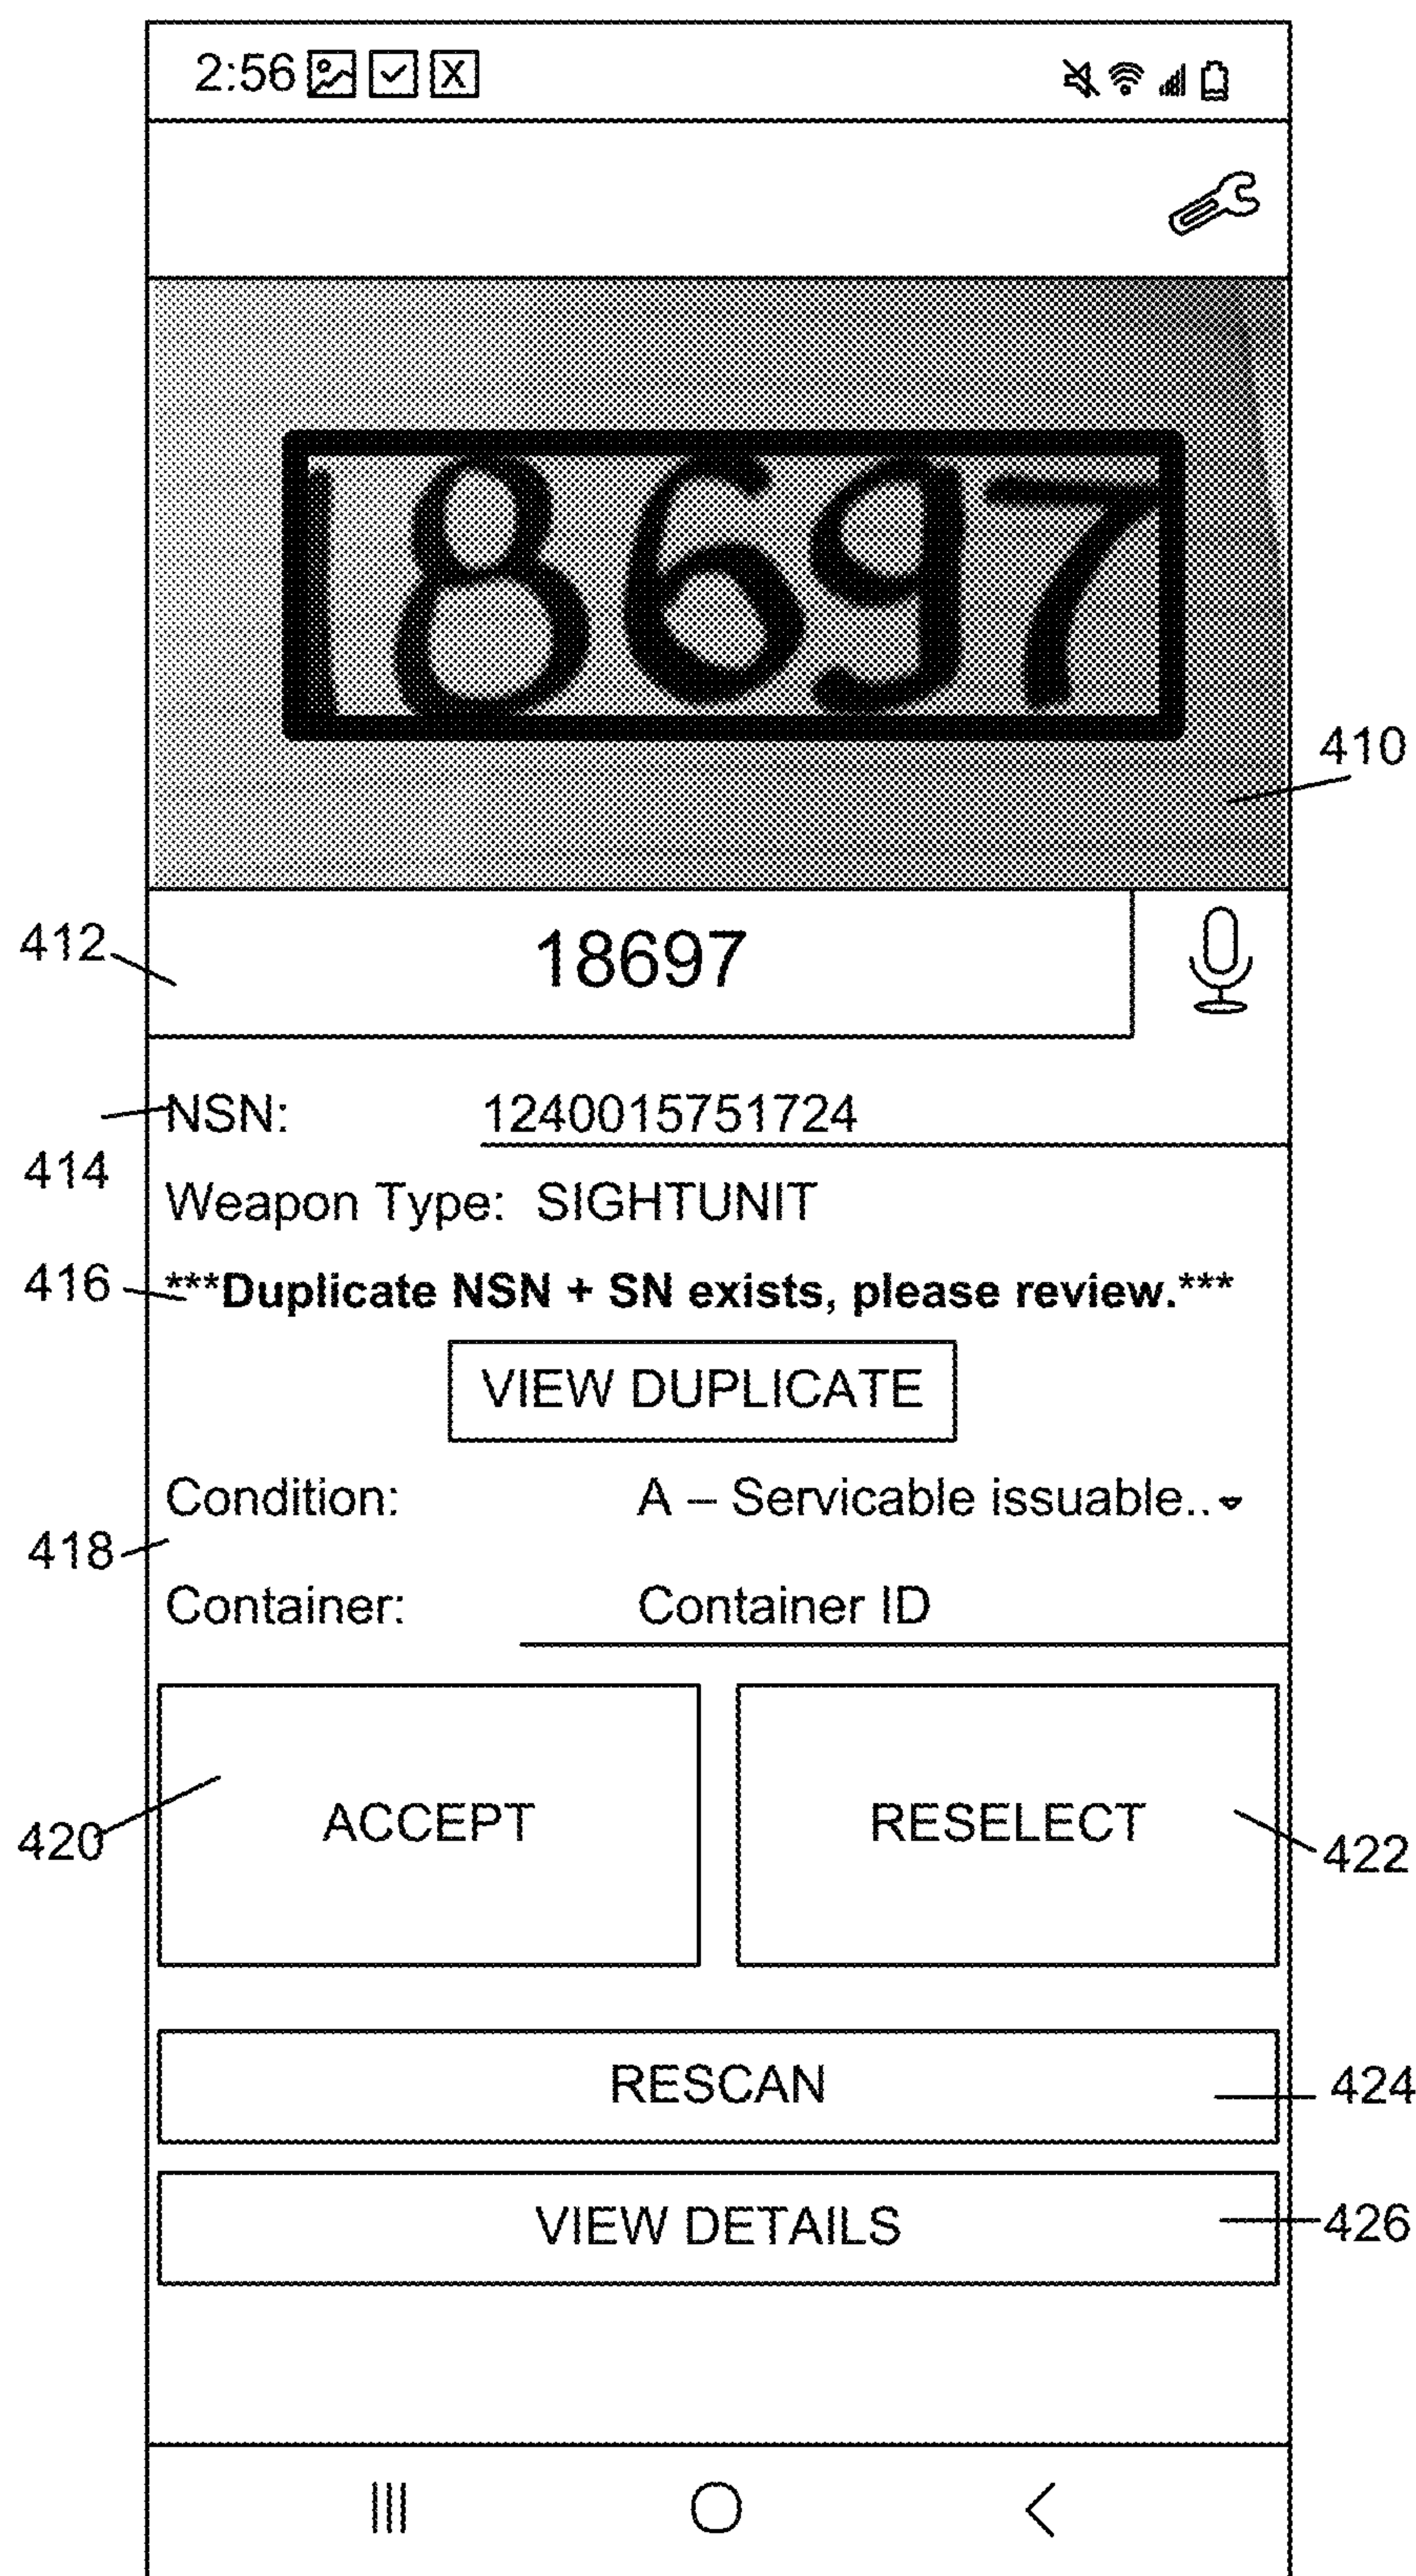 2:56
18697
410
412
18697
NSN: 1240015751724
414
Weapon Type: SIGHTUNIT
416
***Duplicate NSN + SN exists, please review.***
VIEW DUPLICATE
Condition: A – Servicable issuable..
418
Container: Container ID
ACCEPT
RESELECT
420
422
RESCAN
424
VIEW DETAILS
426